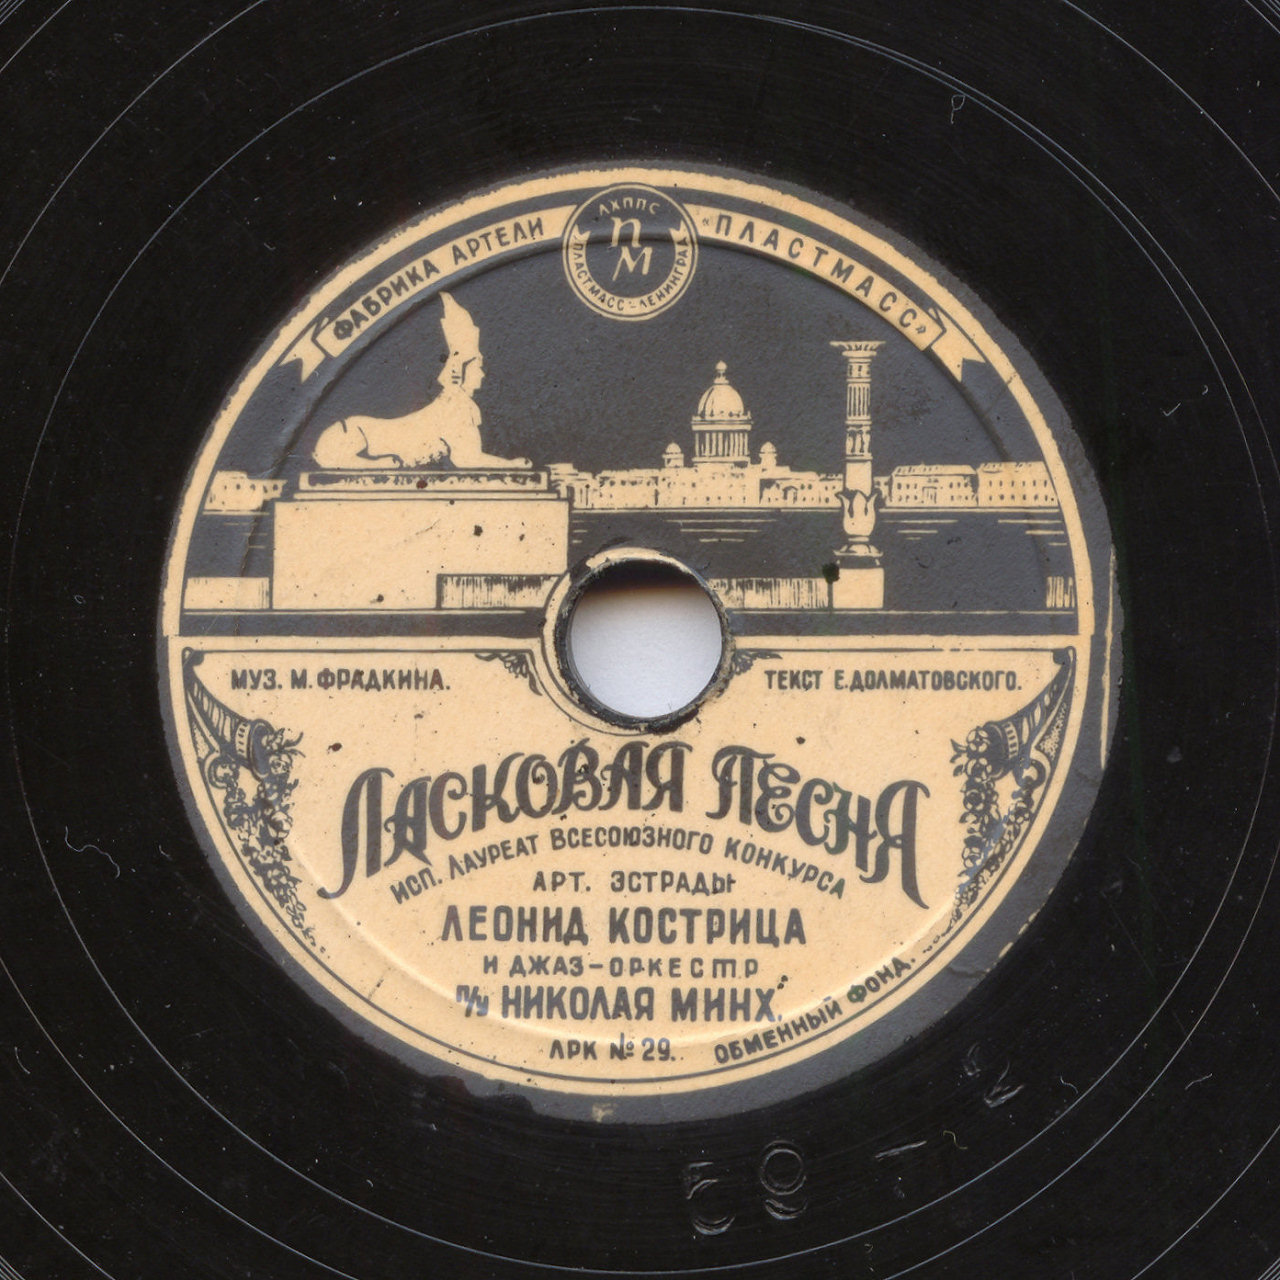 ФАБРИКА АРТЕЛИ «ПЛАСТМАСС»
ЛХППС
ПМ
ПЛАСТМАСС-ЛЕНИНГРАД
МУЗ. М. ФРАДКИНА.
ТЕКСТ Е.ДОЛМАТОВСКОГО.
ЛАСКОВАЯ ПЕСНЯ
ИСП. ЛАУРЕАТ ВСЕСОЮЗНОГО КОНКУРСА
АРТ. ЭСТРАДЫ
ЛЕОНИД КОСТРИЦА
И ДЖАЗ-ОРКЕСТР
П/У НИКОЛАЯ МИНХ.
ЛРК № 29.
ОБМЕННЫЙ ФОНД.